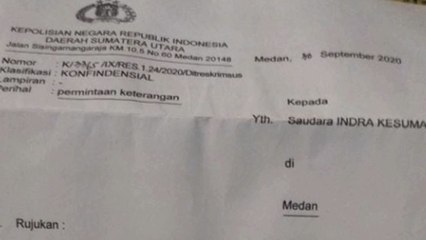 KEPOLISIAN NEGARA REPUBLIK INDONESIA
DAERAH SUMATERA UTARA
Jalan Sisingamangaraja KM.10,5 No.60 Medan 20148
Medan, September 2020
Nomor : K/ /IX/RES.1.24/2020/Ditreskrimsus
Klasifikasi : KONFINDENSIAL
Lampiran : -
Perihal : permintaan keterangan
Kepada
Yth. Saudara INDRA KESUMA
di
Medan
Rujukan :